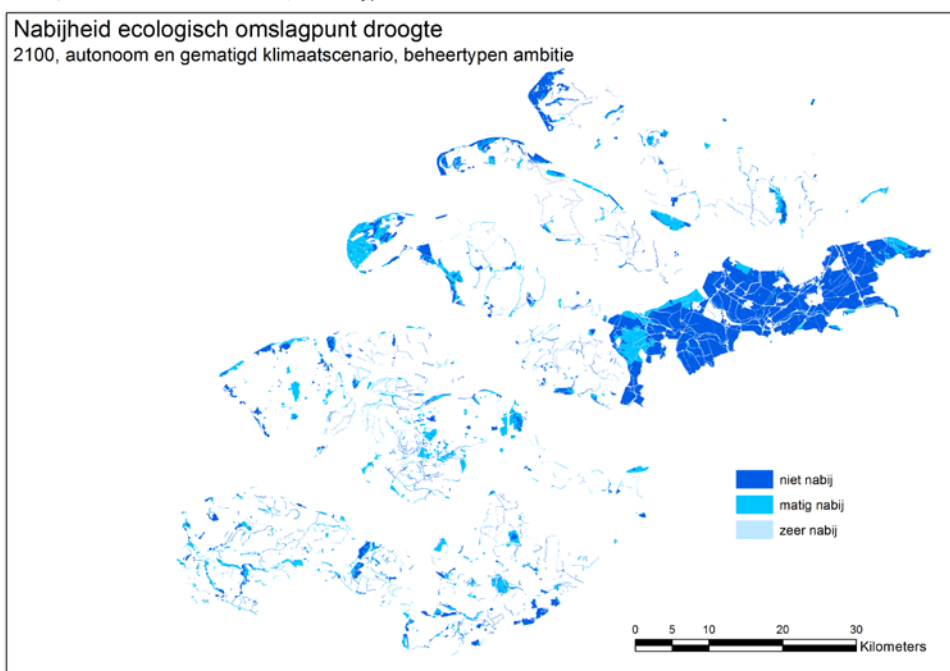 Nabijheid ecologisch omslagpunt droogte
2100, autonoom en gematigd klimaatscenario, beheertypen ambitie
niet nabij
matig nabij
zeer nabij
0 5 10 20 30
Kilometers